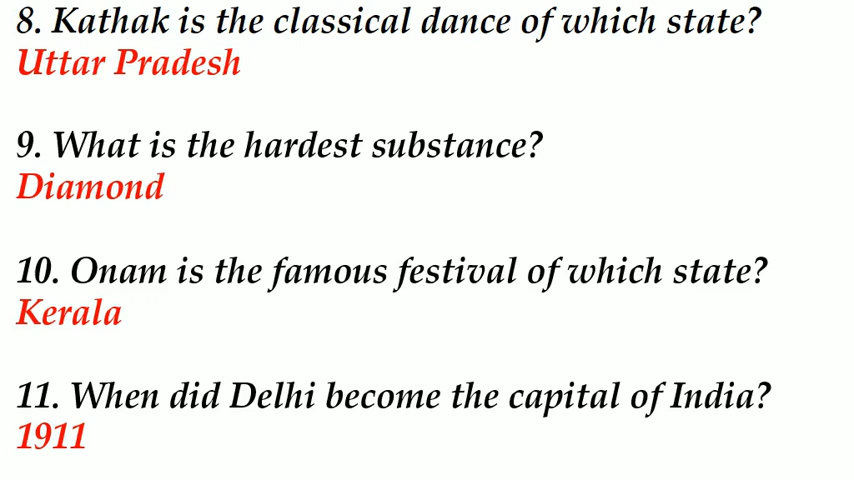 8. Kathak is the classical dance of which state?
Uttar Pradesh
9. What is the hardest substance?
Diamond
10. Onam is the famous festival of which state?
Kerala
11. When did Delhi become the capital of India?
1911